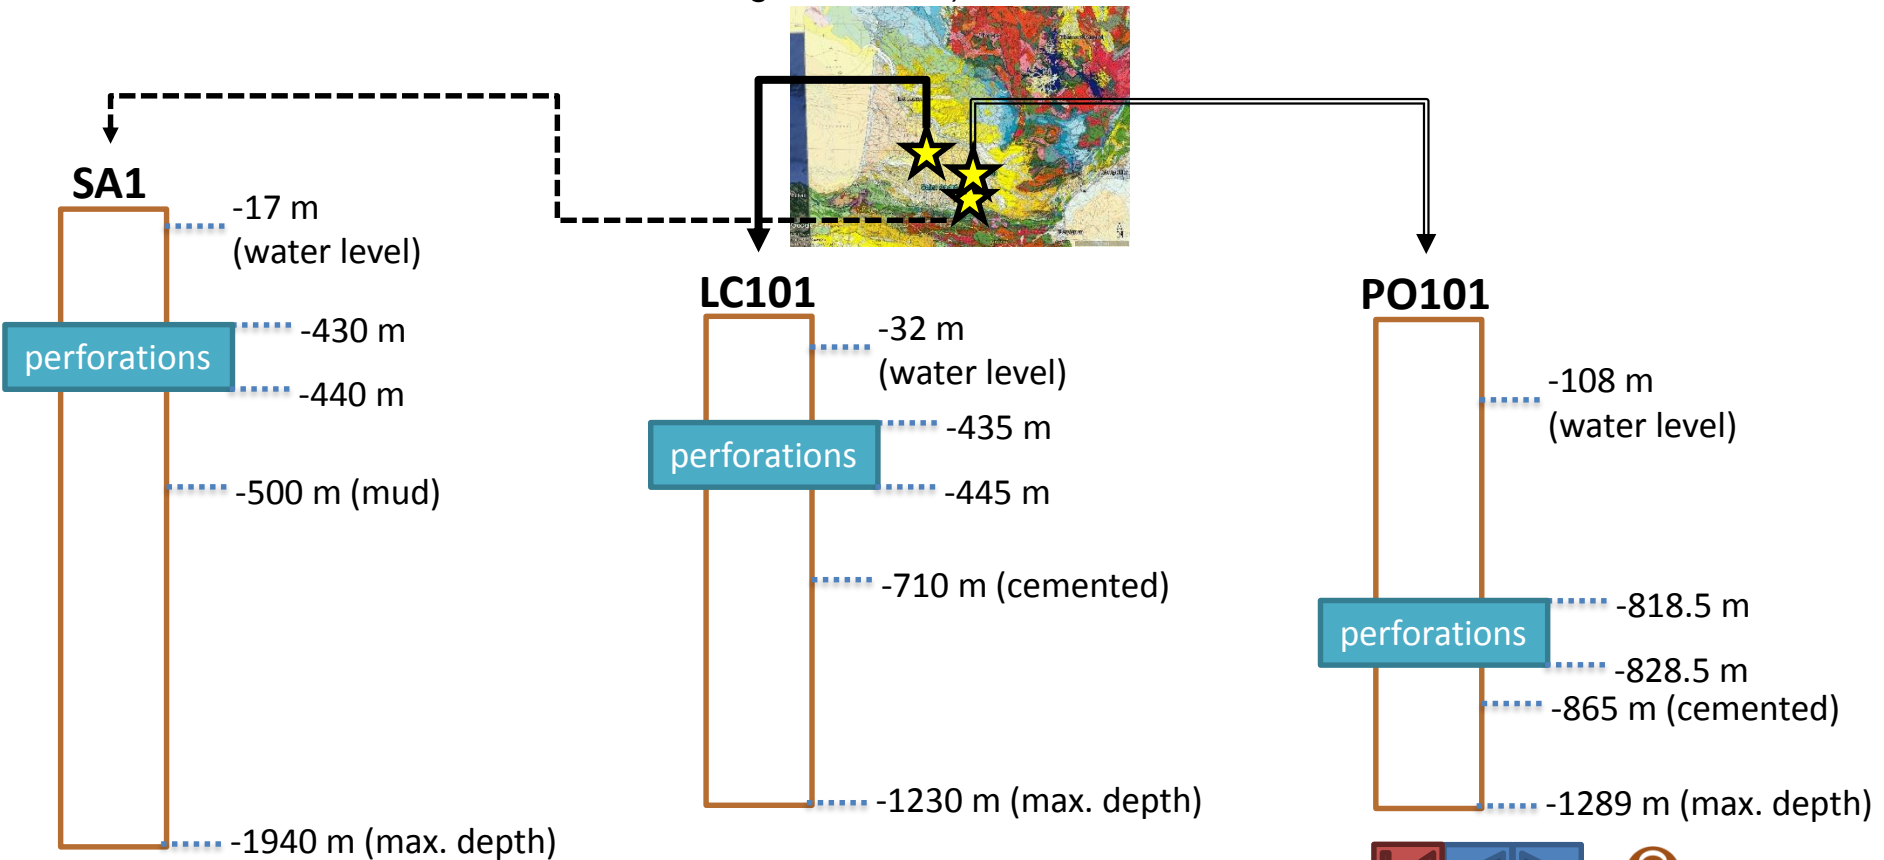 SA1
-17 m
(water level)
perforations
-430 m
-440 m
-500 m (mud)
-1940 m (max. depth)
LC101
-32 m
(water level)
perforations
-435 m
-445 m
-710 m (cemented)
-1230 m (max. depth)
PO101
-108 m
(water level)
perforations
-818.5 m
-828.5 m
-865 m (cemented)
-1289 m (max. depth)